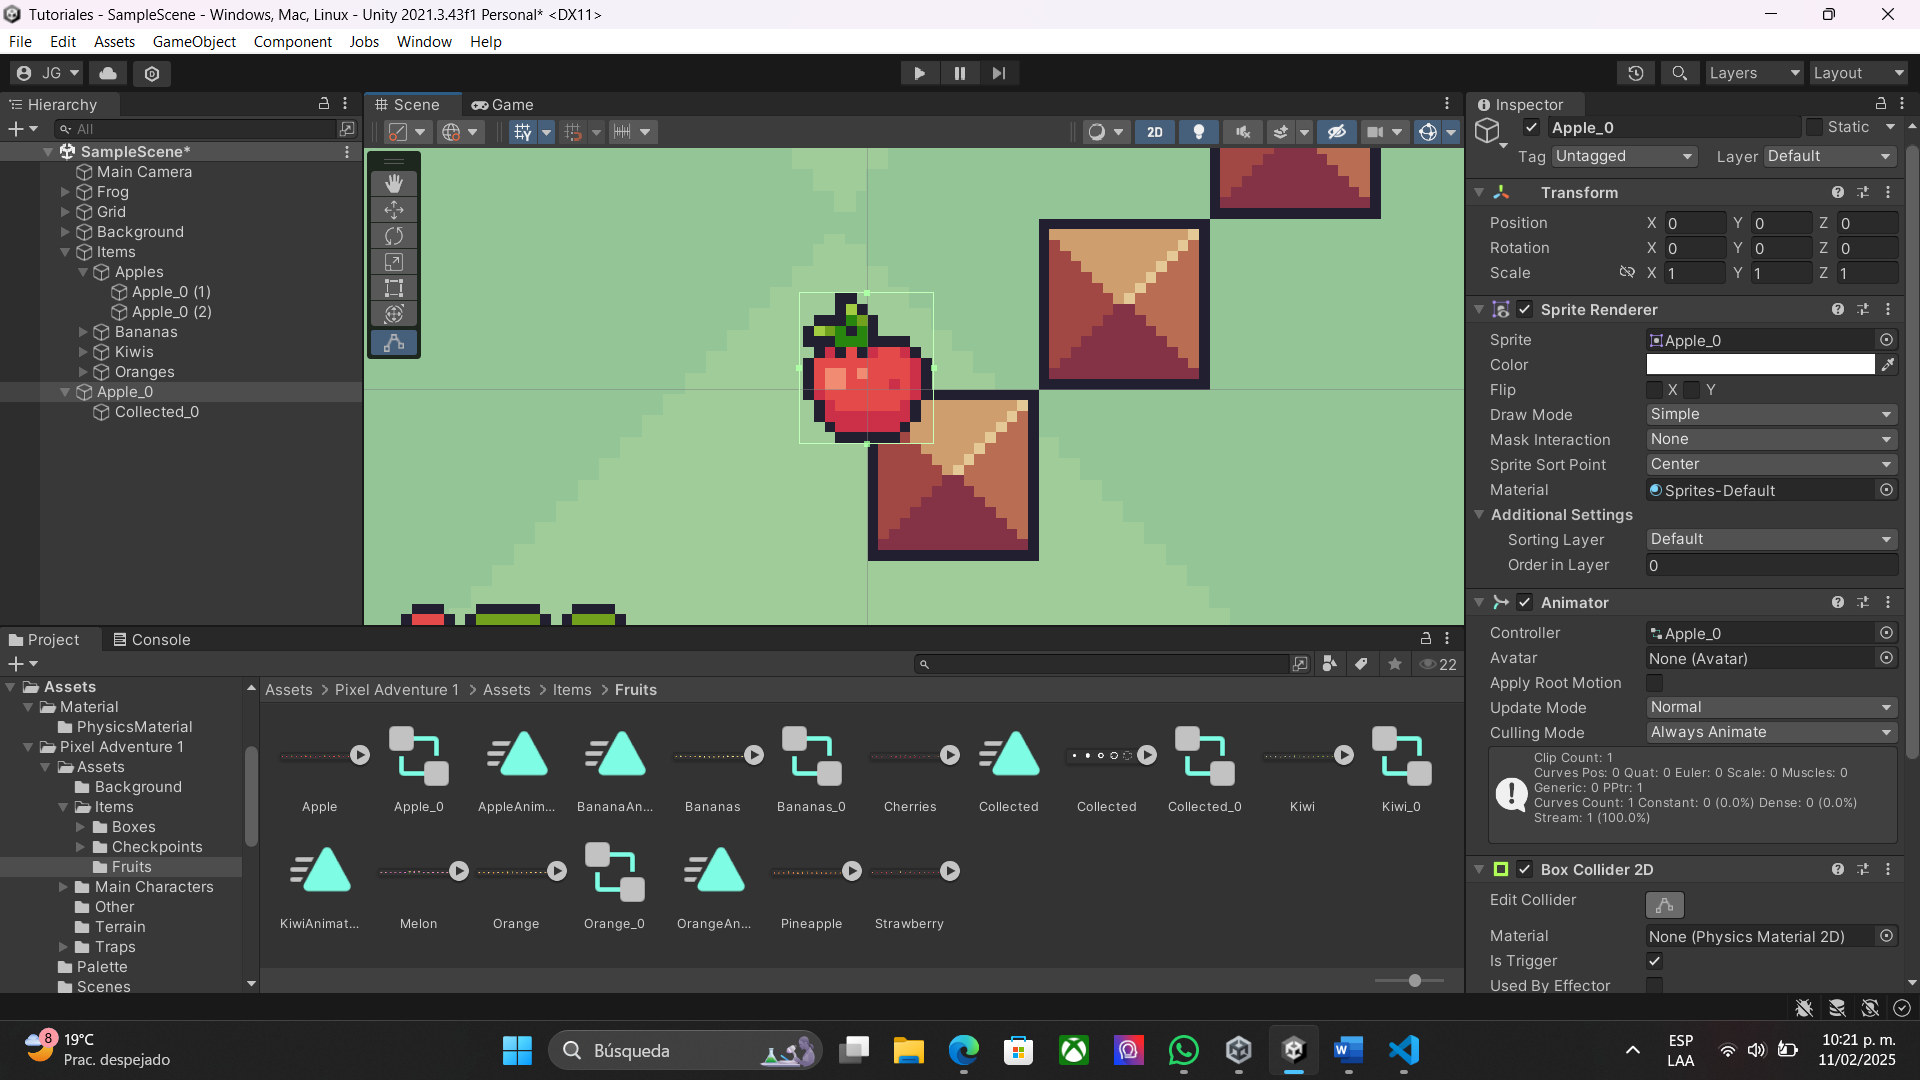 Tutoriales - SampleScene - Windows, Mac, Linux - Unity 2021.3.43f1 Personal* <DX11>
File Edit Assets GameObject Component Jobs Window Help
JG
Layers
Layout
Hierarchy
All
SampleScene*
Main Camera
Frog
Grid
Background
Items
Apples
Apple_0 (1)
Apple_0 (2)
Bananas
Kiwis
Oranges
Apple_0
Collected_0
Scene
Game
2D
Inspector
Apple_0
Static
Tag Untagged
Layer Default
Transform
Position X 0 Y 0 Z 0
Rotation X 0 Y 0 Z 0
Scale X 1 Y 1 Z 1
Sprite Renderer
Sprite Apple_0
Color
Flip X Y
Draw Mode Simple
Mask Interaction None
Sprite Sort Point Center
Material Sprites-Default
Additional Settings
Sorting Layer Default
Order in Layer 0
Animator
Controller Apple_0
Avatar None (Avatar)
Apply Root Motion
Update Mode Normal
Culling Mode Always Animate
Clip Count: 1
Curves Pos: 0 Quat: 0 Euler: 0 Scale: 0 Muscles: 0
Generic: 0 PPtr: 1
Curves Count: 1 Constant: 0 (0.0%) Dense: 0 (0.0%)
Stream: 1 (100.0%)
Box Collider 2D
Edit Collider
Material None (Physics Material 2D)
Is Trigger
Used By Effector
Project
Console
22
Assets
Material
PhysicsMaterial
Pixel Adventure 1
Assets
Background
Items
Boxes
Checkpoints
Fruits
Main Characters
Other
Terrain
Traps
Palette
Scenes
Assets > Pixel Adventure 1 > Assets > Items > Fruits
Apple Apple_0 AppleAnim... BananaAn... Bananas Bananas_0 Cherries Collected Collected Collected_0 Kiwi Kiwi_0
KiwiAnimat... Melon Orange Orange_0 OrangeAn... Pineapple Strawberry
8
19°C
Prac. despejado
Búsqueda
ESP
LAA
10:21 p. m.
11/02/2025